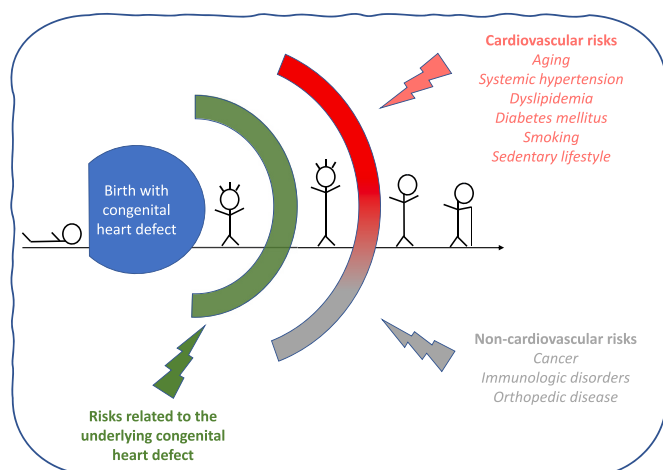 Cardiovascular risks
Aging
Systemic hypertension
Dyslipidemia
Diabetes mellitus
Smoking
Sedentary lifestyle
Birth with
congenital
heart defect
Non-cardiovascular risks
Cancer
Immunologic disorders
Orthopedic disease
Risks related to the
underlying congenital
heart defect